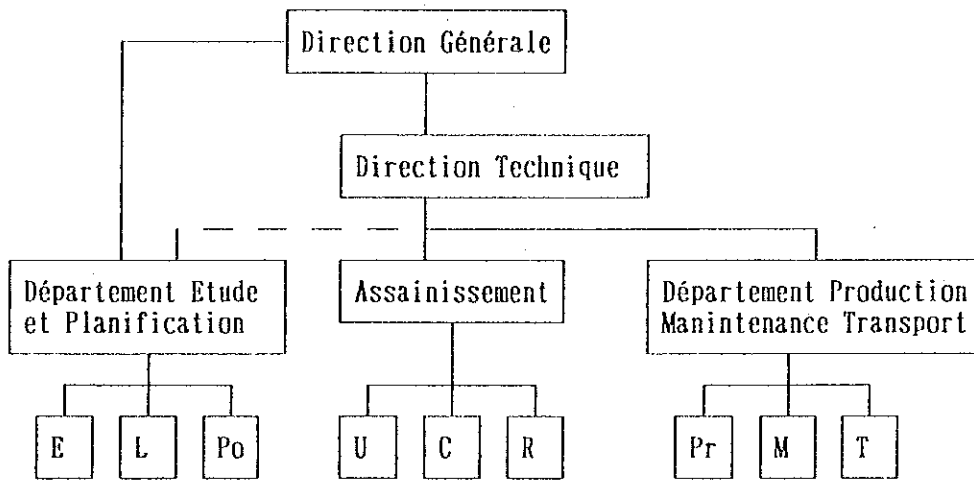 Direction Générale
Direction Technique
Département Etude
et Planification
Assainissement
Département Production
Manintenance Transport
E
L
Po
U
C
R
Pr
M
T